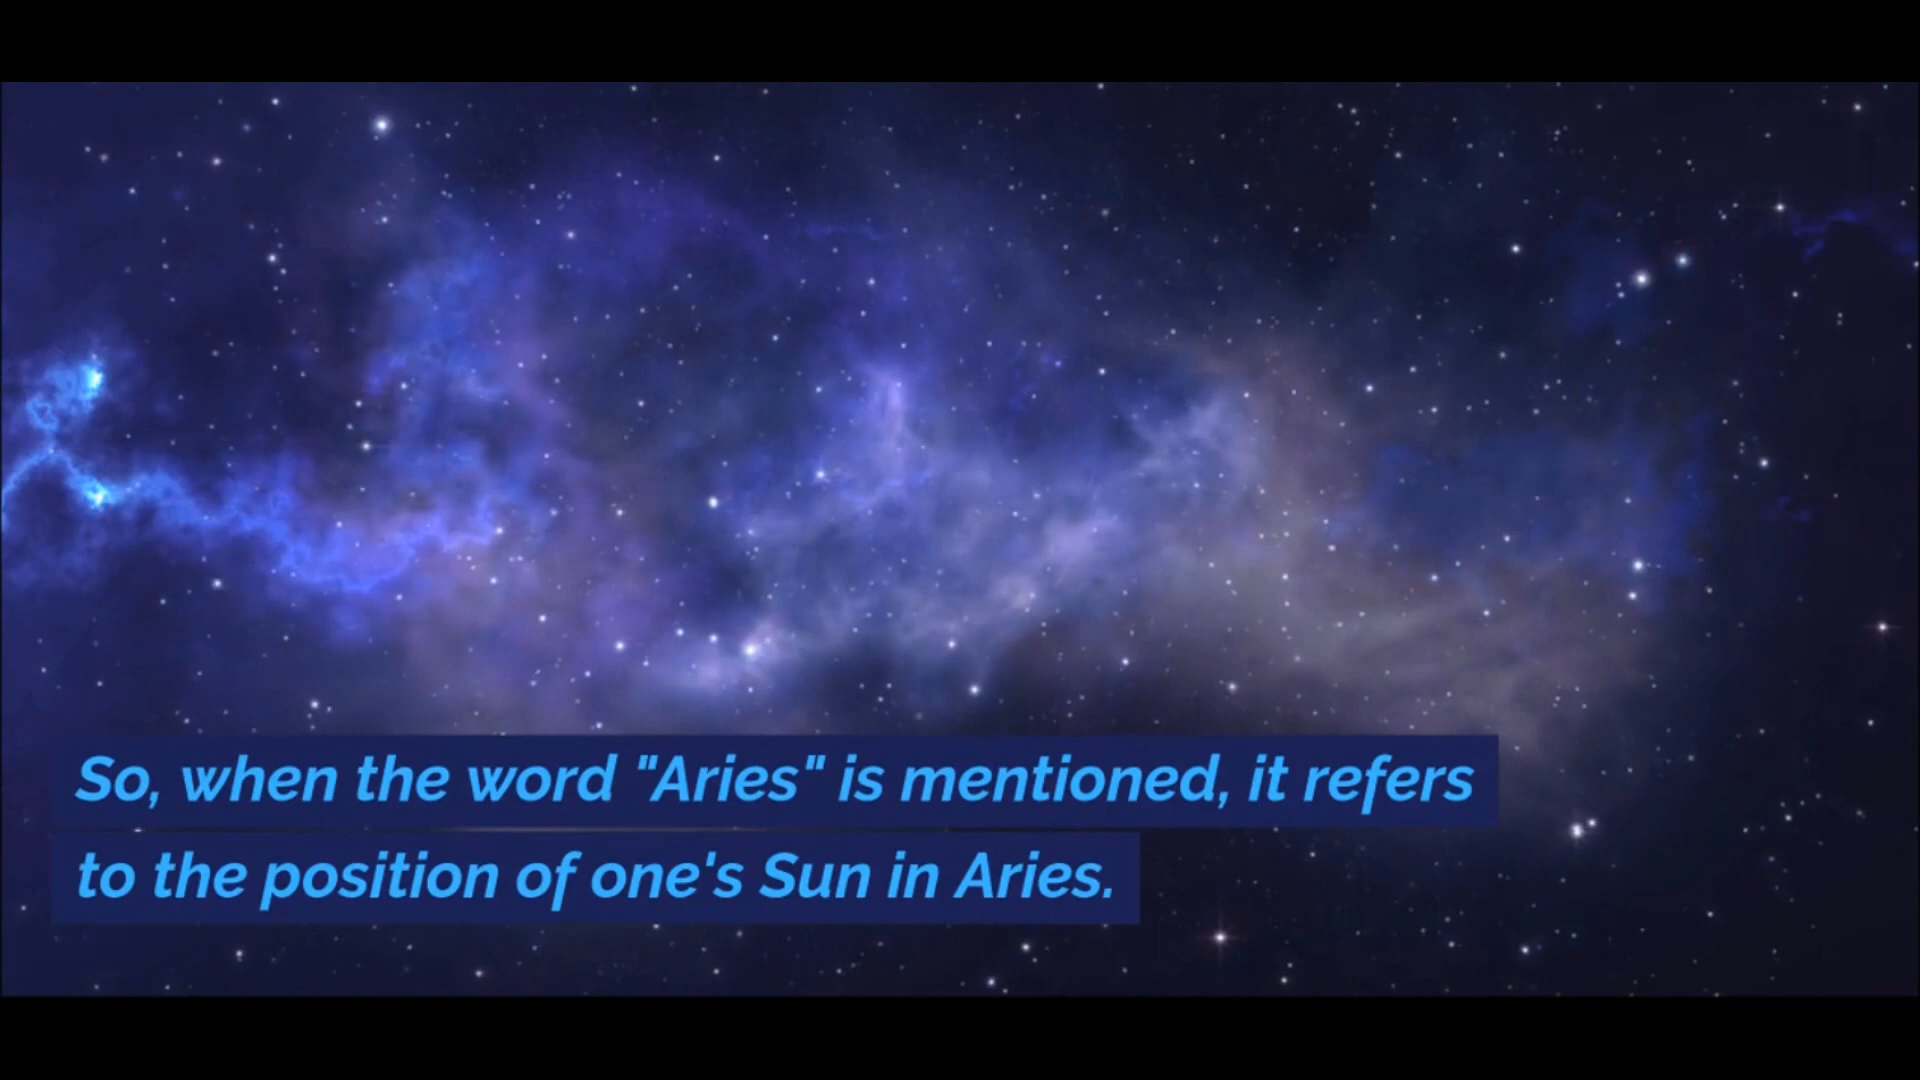 So, when the word "Aries" is mentioned, it refers
to the position of one's Sun in Aries.